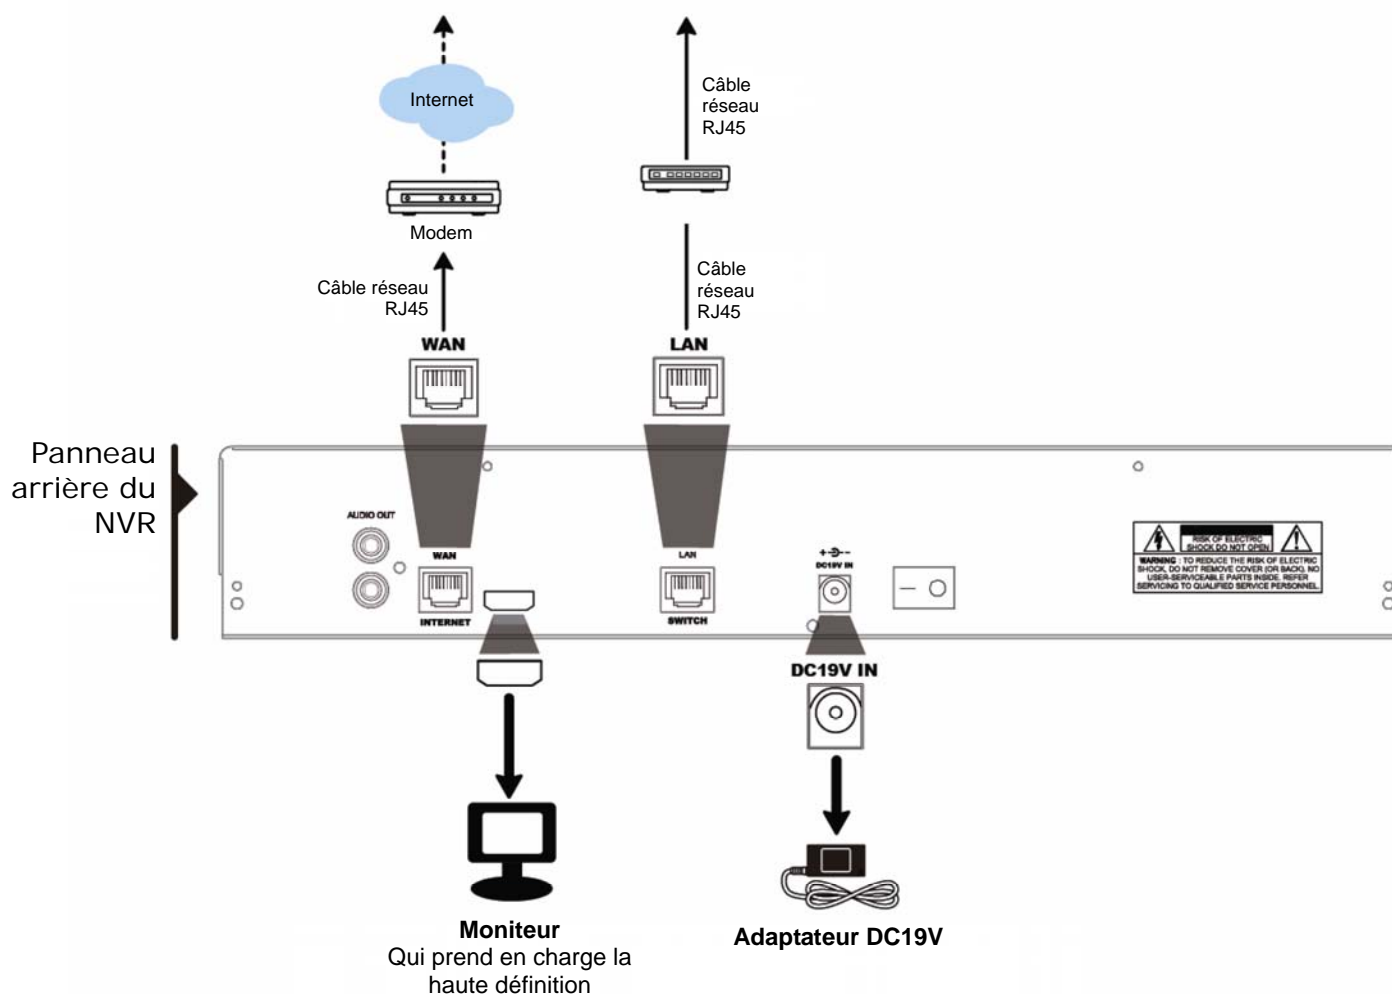 Internet
Câble
réseau
RJ45
Modem
Câble réseau
RJ45
Câble
réseau
RJ45
WAN
LAN
Panneau
arrière du
NVR
AUDIO OUT
WAN
INTERNET
LAN
SWITCH
DC19V IN
RISK OF ELECTRIC
SHOCK DO NOT OPEN
WARNING : TO REDUCE THE RISK OF ELECTRIC
SHOCK, DO NOT REMOVE COVER (OR BACK). NO
USER-SERVICEABLE PARTS INSIDE. REFER
SERVICING TO QUALIFIED SERVICE PERSONNEL.
DC19V IN
Moniteur
Qui prend en charge la
haute définition
Adaptateur DC19V